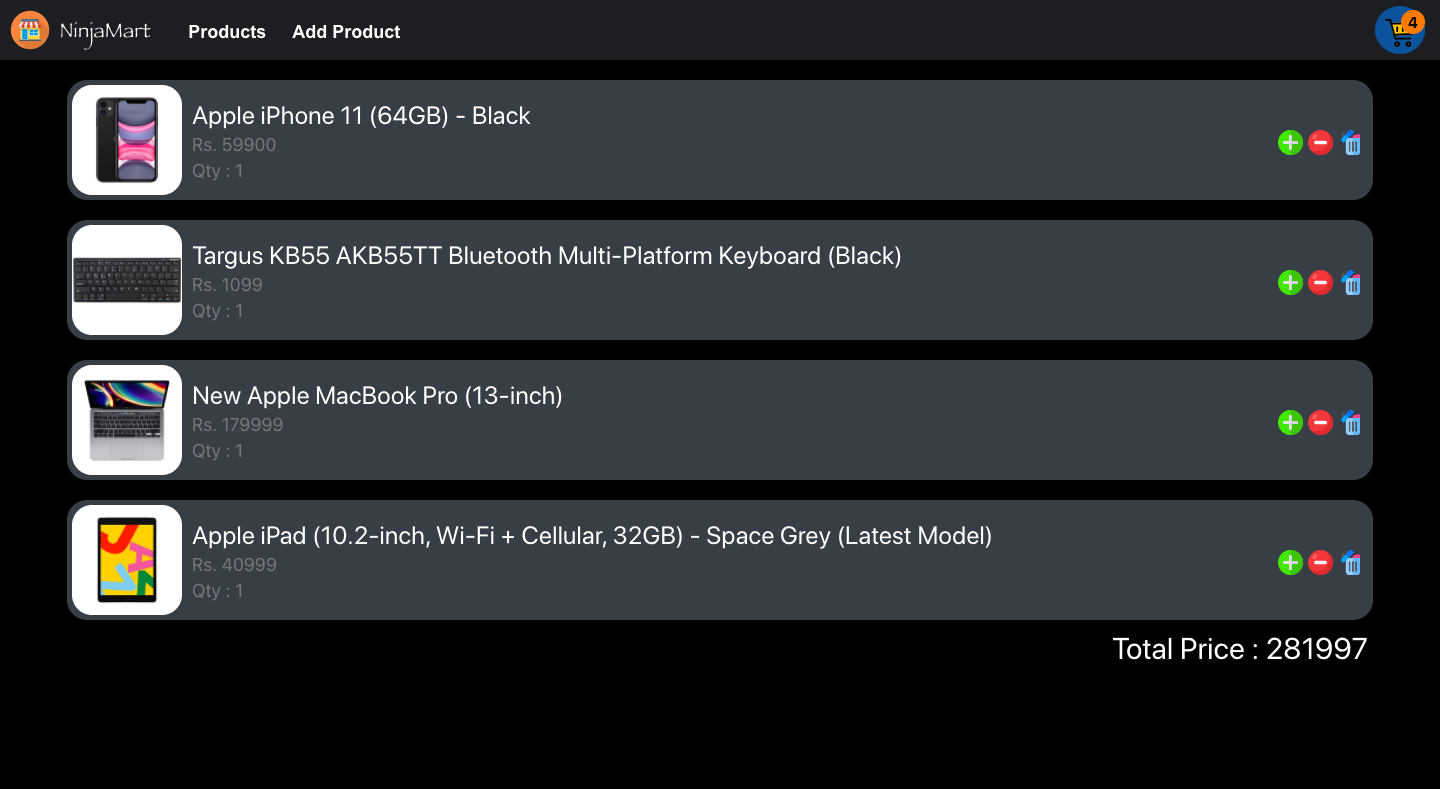 NinjaMart Products Add Product 4
Apple iPhone 11 (64GB) - Black
Rs. 59900
Qty : 1
Targus KB55 AKB55TT Bluetooth Multi-Platform Keyboard (Black)
Rs. 1099
Qty : 1
New Apple MacBook Pro (13-inch)
Rs. 179999
Qty : 1
Apple iPad (10.2-inch, Wi-Fi + Cellular, 32GB) - Space Grey (Latest Model)
Rs. 40999
Qty : 1
Total Price : 281997